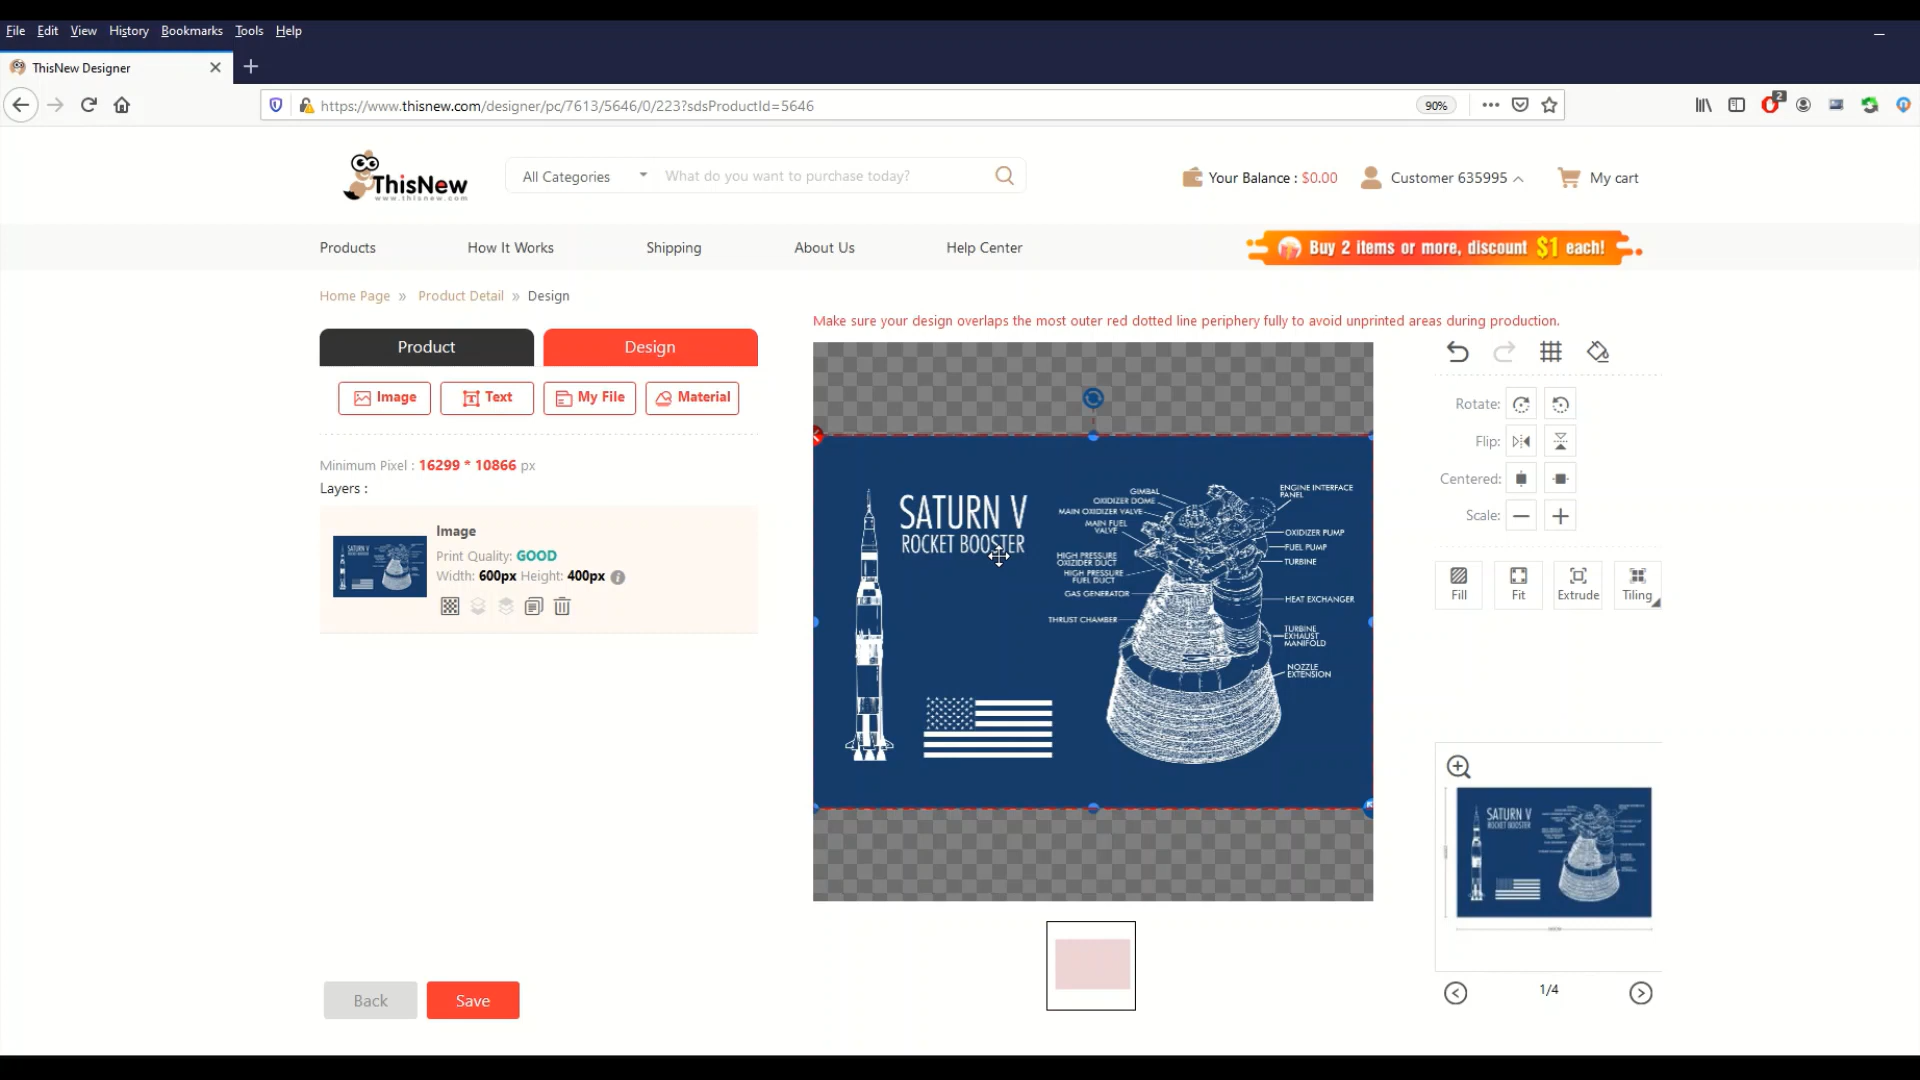 File Edit View History Bookmarks Tools Help
ThisNew Designer
https://www.thisnew.com/designer/pc/7613/5646/0/223?sdsProductId=5646
90%
2
ThisNew
www.thisnew.com
All Categories
What do you want to purchase today?
Your Balance : $0.00
Customer 635995
My cart
Products
How It Works
Shipping
About Us
Help Center
Buy 2 items or more, discount $1 each!
Home Page » Product Detail » Design
Make sure your design overlaps the most outer red dotted line periphery fully to avoid unprinted areas during production.
Product
Design
Image
Text
My File
Material
Minimum Pixel : 16299 * 10866 px
Layers :
Image
Print Quality: GOOD
Width: 600px Height: 400px
SATURN V
ROCKET BOOSTER
GIMBAL
OXIDIZER DOME
MAIN OXIDIZER VALVE
MAIN FUEL
VALVE
HIGH PRESSURE
OXIZIDER DUCT
HIGH PRESSURE
FUEL DUCT
GAS GENERATOR
THRUST CHAMBER
ENGINE INTERFACE
PANEL
OXIDIZER PUMP
FUEL PUMP
TURBINE
HEAT EXCHANGER
TURBINE
EXHAUST
MANIFOLD
NOZZLE
EXTENSION
Rotate:
Flip:
Centered:
Scale:
Fill
Fit
Extrude
Tiling
SATURN V
ROCKET BOOSTER
1/4
Back
Save